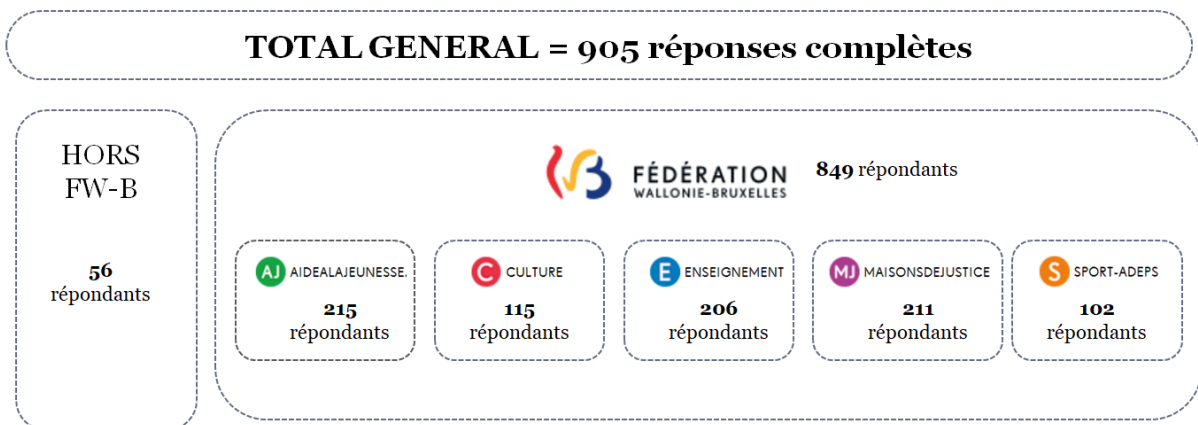 TOTAL GENERAL = 905 réponses complètes
HORS
FW-B
56
répondants
FÉDÉRATION
WALLONIE-BRUXELLES
849 répondants
AJ AIDEALAJEUNESSE.
215
répondants
C CULTURE
115
répondants
E ENSEIGNEMENT
206
répondants
MJ MAISONSDEJUSTICE
211
répondants
S SPORT-ADEPS
102
répondants